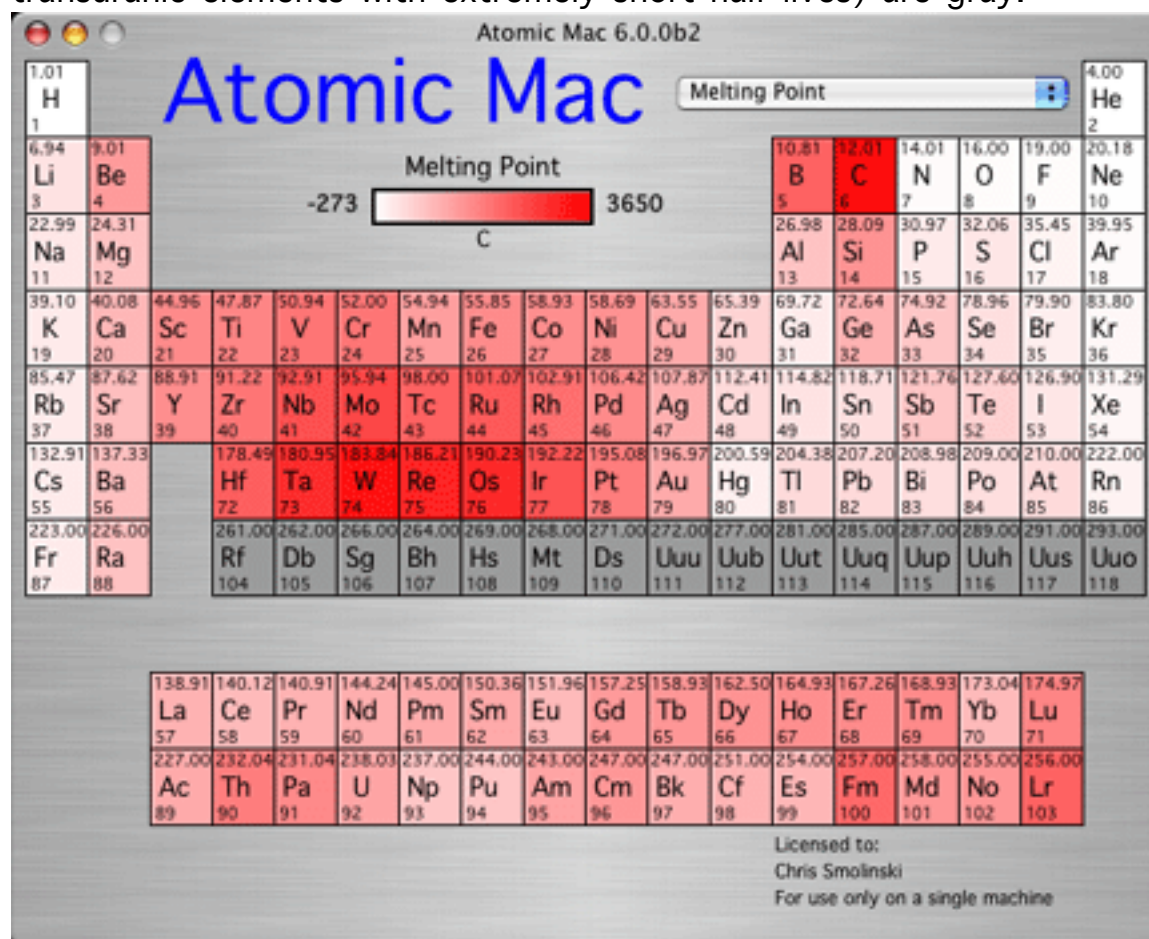 transuranic elements with extremely short half lives) are gray.
Atomic Mac 6.0.0b2
Atomic Mac
Melting Point
Melting Point
-273 3650
C
1.01 4.00
H He
1 2
6.94 9.01 10.81 12.01 14.01 16.00 19.00 20.18
Li Be B C N O F Ne
3 4 5 6 7 8 9 10
22.99 24.31 26.98 28.09 30.97 32.06 35.45 39.95
Na Mg Al Si P S Cl Ar
11 12 13 14 15 16 17 18
39.10 40.08 44.96 47.87 50.94 52.00 54.94 55.85 58.93 58.69 63.55 65.39 69.72 72.64 74.92 78.96 79.90 83.80
K Ca Sc Ti V Cr Mn Fe Co Ni Cu Zn Ga Ge As Se Br Kr
19 20 21 22 23 24 25 26 27 28 29 30 31 32 33 34 35 36
85.47 87.62 88.91 91.22 92.91 95.94 98.00 101.07 102.91 106.42 107.87 112.41 114.82 118.71 121.76 127.60 126.90 131.29
Rb Sr Y Zr Nb Mo Tc Ru Rh Pd Ag Cd In Sn Sb Te I Xe
37 38 39 40 41 42 43 44 45 46 47 48 49 50 51 52 53 54
132.91 137.33 178.49 180.95 183.84 186.21 190.23 192.22 195.08 196.97 200.59 204.38 207.20 208.98 209.00 210.00 222.00
Cs Ba Hf Ta W Re Os Ir Pt Au Hg Tl Pb Bi Po At Rn
55 56 72 73 74 75 76 77 78 79 80 81 82 83 84 85 86
223.00 226.00 261.00 262.00 266.00 264.00 269.00 268.00 271.00 272.00 277.00 281.00 285.00 287.00 289.00 291.00 293.00
Fr Ra Rf Db Sg Bh Hs Mt Ds Uuu Uub Uut Uuq Uup Uuh Uus Uuo
87 88 104 105 106 107 108 109 110 111 112 113 114 115 116 117 118
138.91 140.12 140.91 144.24 145.00 150.36 151.96 157.25 158.93 162.50 164.93 167.26 168.93 173.04 174.97
La Ce Pr Nd Pm Sm Eu Gd Tb Dy Ho Er Tm Yb Lu
57 58 59 60 61 62 63 64 65 66 67 68 69 70 71
227.00 232.04 231.04 238.03 237.00 244.00 243.00 247.00 247.00 251.00 254.00 257.00 258.00 255.00 256.00
Ac Th Pa U Np Pu Am Cm Bk Cf Es Fm Md No Lr
89 90 91 92 93 94 95 96 97 98 99 100 101 102 103
Licensed to:
Chris Smolinski
For use only on a single machine